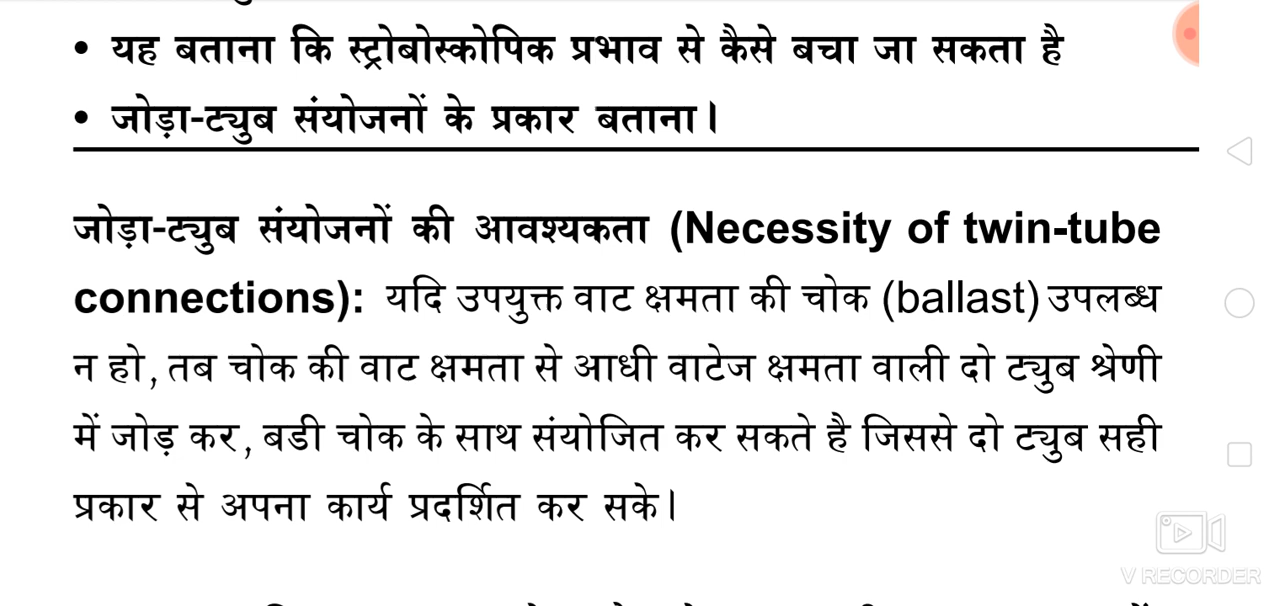 • यह बताना कि स्ट्रोबोस्कोपिक प्रभाव से कैसे बचा जा सकता है
• जोड़ा-ट्युब संयोजनों के प्रकार बताना।
जोड़ा-ट्युब संयोजनों की आवश्यकता (Necessity of twin-tube
connections): यदि उपयुक्त वाट क्षमता की चोक (ballast) उपलब्ध
न हो, तब चोक की वाट क्षमता से आधी वाटेज क्षमता वाली दो ट्युब श्रेणी
में जोड़ कर, बडी चोक के साथ संयोजित कर सकते है जिससे दो ट्युब सही
प्रकार से अपना कार्य प्रदर्शित कर सके।
V RECORDER